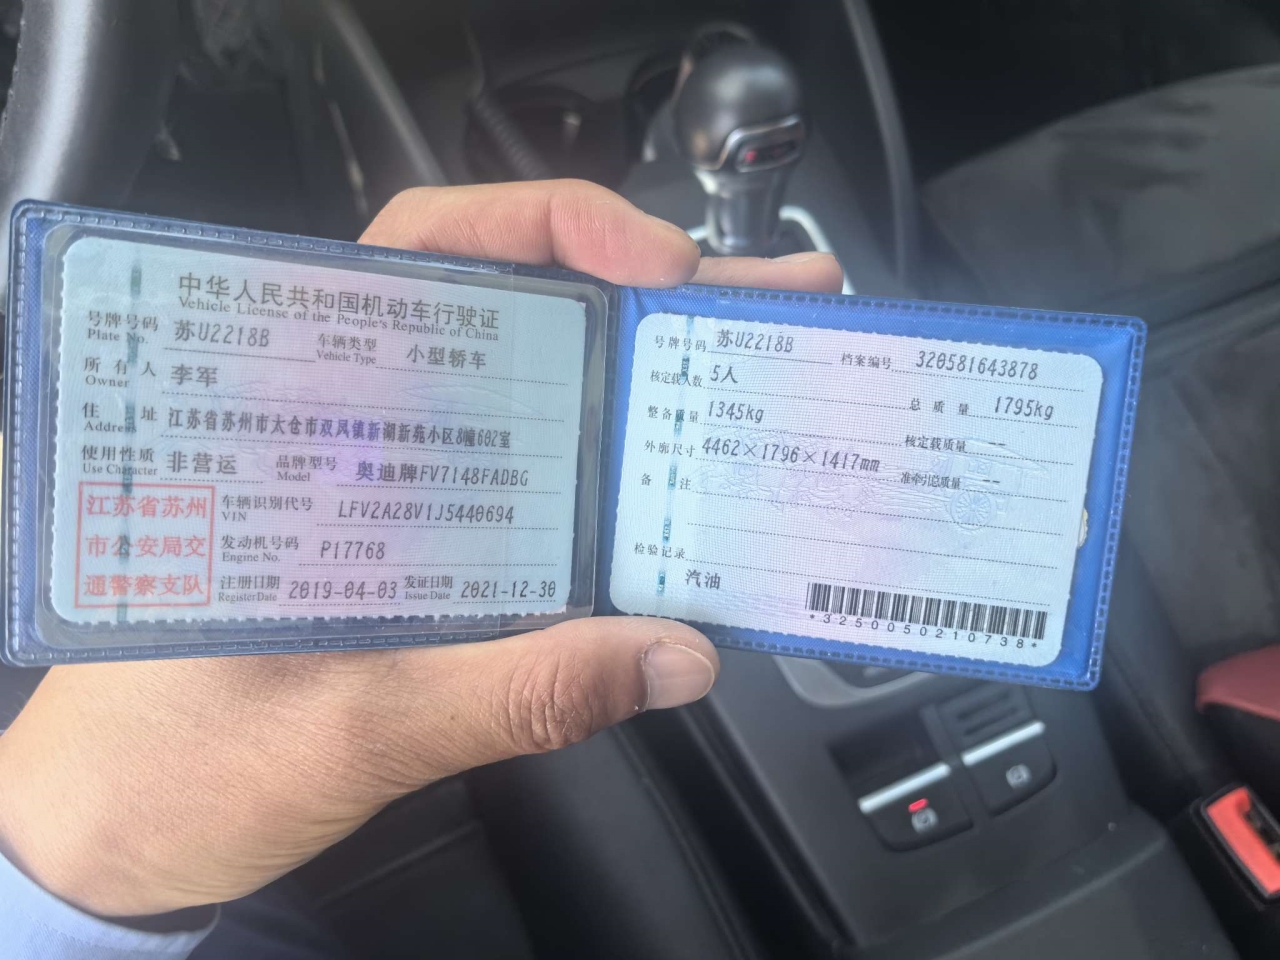 中华人民共和国机动车行驶证
Vehicle License of the People's Republic of China
号牌号码 苏U2218B 车辆类型 小型轿车
Plate No. Vehicle Type
所有人 李军
Owner
住址 江苏省苏州市太仓市双凤镇新湖新苑小区8幢602室
Address
使用性质 非营运 品牌型号 奥迪牌FV7148FADBG
Use Character Model
江苏省苏州
市公安局交
通警察支队
车辆识别代号 LFV2A28V1J5440694
VIN
发动机号码 P17768
Engine No.
注册日期 2019-04-03 发证日期 2021-12-30
Register Date Issue Date
号牌号码 苏U2218B 档案编号 320581643878
核定载人数 5人 总质量 1795kg
整备质量 1345kg 核定载质量 --
外廓尺寸 4462×1796×1417mm 准牵引总质量 --
备注
检验记录
汽油
*3250050210738*